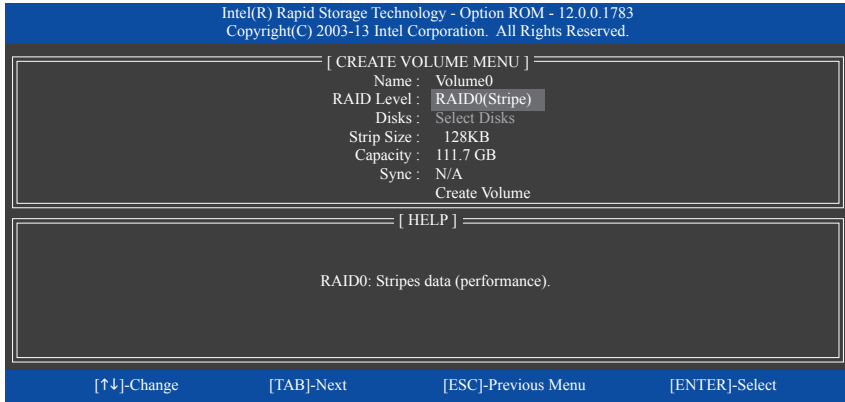 Intel(R) Rapid Storage Technology - Option ROM - 12.0.0.1783
Copyright(C) 2003-13 Intel Corporation. All Rights Reserved.
[ CREATE VOLUME MENU ]
Name : Volume0
RAID Level : RAID0(Stripe)
Disks : Select Disks
Strip Size : 128KB
Capacity : 111.7 GB
Sync : N/A
Create Volume
[ HELP ]
RAID0: Stripes data (performance).
[↑↓]-Change [TAB]-Next [ESC]-Previous Menu [ENTER]-Select